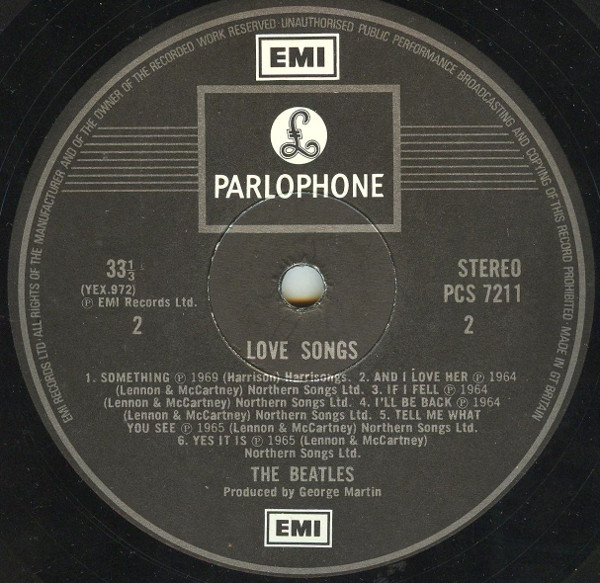 EMI RECORDS LTD · ALL RIGHTS OF THE MANUFACTURER AND OF THE OWNER OF THE RECORDED WORK RESERVED · UNAUTHORISED PUBLIC PERFORMANCE BROADCASTING AND COPYING OF THIS RECORD PROHIBITED MADE IN GT BRITAIN
EMI
£
PARLOPHONE
33⅓
(YEX.972)
℗ EMI Records Ltd.
2
STEREO
PCS 7211
2
LOVE SONGS
1. SOMETHING ℗ 1969 (Harrison) Harrisongs. 2. AND I LOVE HER ℗ 1964
(Lennon & McCartney) Northern Songs Ltd. 3. IF I FELL ℗ 1964
(Lennon & McCartney) Northern Songs Ltd. 4. I'LL BE BACK ℗ 1964
(Lennon & McCartney) Northern Songs Ltd. 5. TELL ME WHAT
YOU SEE ℗ 1965 (Lennon & McCartney) Northern Songs Ltd.
6. YES IT IS ℗ 1965 (Lennon & McCartney)
Northern Songs Ltd.
THE BEATLES
Produced by George Martin
EMI